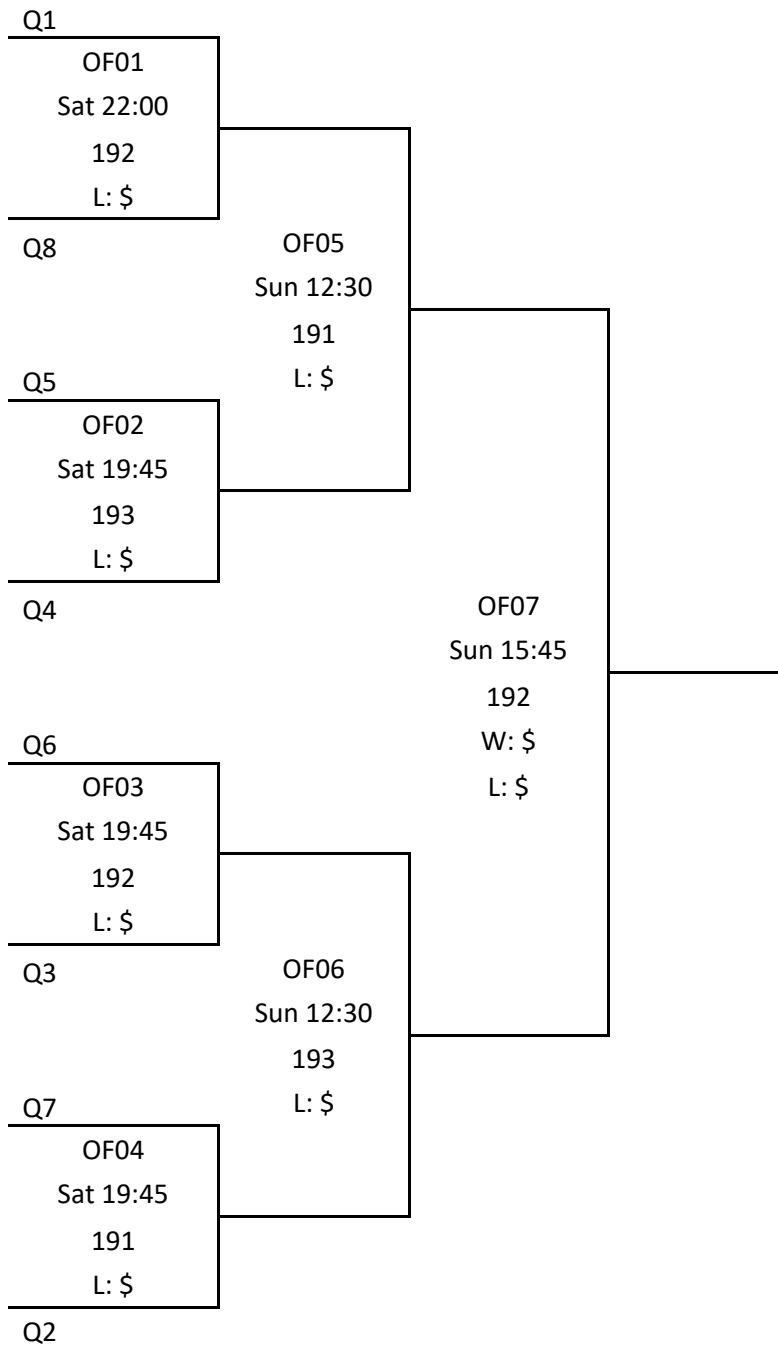 Q1
OF01
Sat 22:00
192
L: $
Q8
OF05
Sun 12:30
191
L: $
Q5
OF02
Sat 19:45
193
L: $
Q4
OF07
Sun 15:45
192
W: $
L: $
Q6
OF03
Sat 19:45
192
L: $
Q3
OF06
Sun 12:30
193
L: $
Q7
OF04
Sat 19:45
191
L: $
Q2